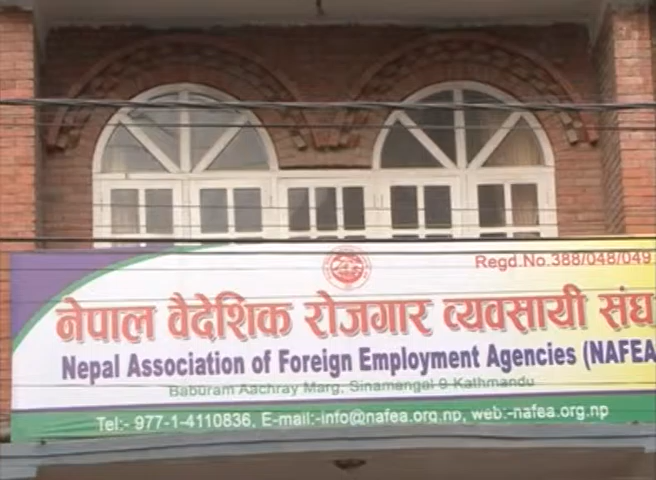 Regd.No.388/048/049
नेपाल वैदेशिक रोजगार व्यवसायी संघ
Nepal Association of Foreign Employment Agencies (NAFEA
Baburam Aachray Marg, Sinamangal-9 Kathmandu
Tel:- 977-1-4110836, E-mail:-info@nafea.org.np, web:-nafea.org.np